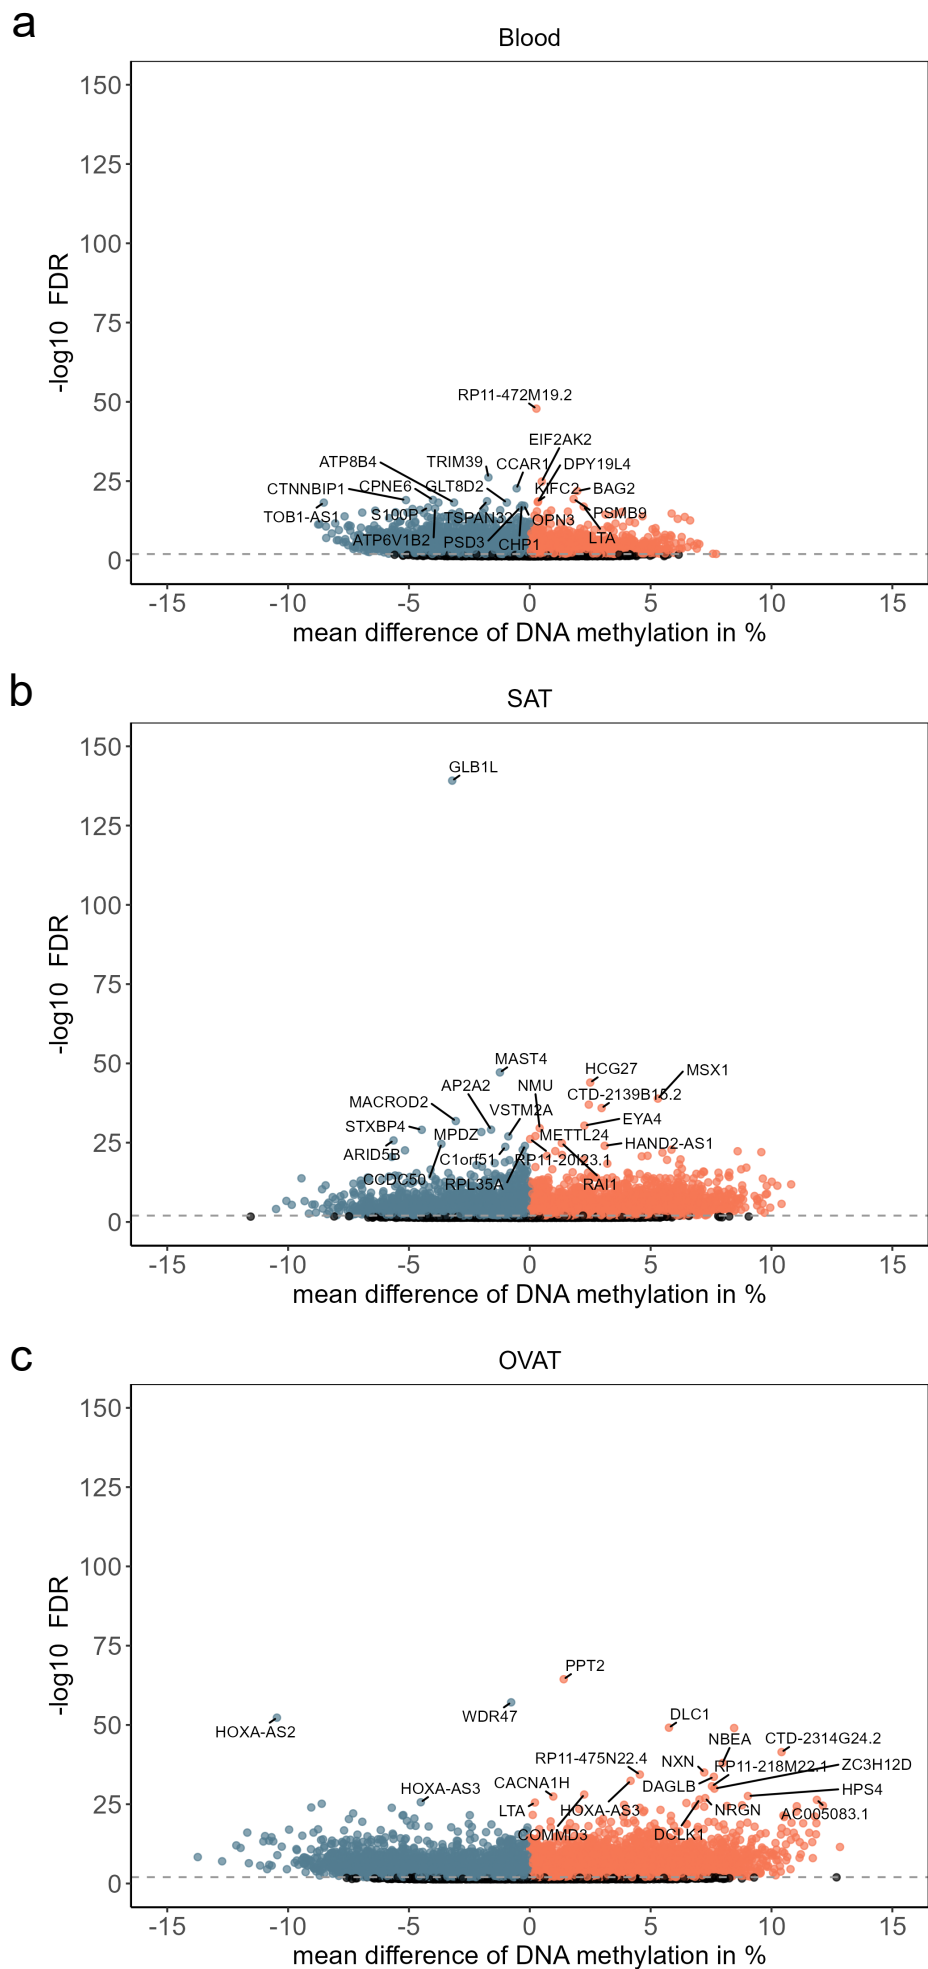 a
Blood
150
125
100
75
50
25
0
-log10 FDR
RP11-472M19.2
EIF2AK2
ATP8B4
TRIM39
CCAR1
DPY19L4
CTNNBIP1
CPNE6
GLT8D2
KIFC2
BAG2
TOB1-AS1
S100P
TSPAN32
OPN3
PSMB9
ATP6V1B2
PSD3
CHP1
LTA
-15 -10 -5 0 5 10 15
mean difference of DNA methylation in %
b
SAT
150
125
100
75
50
25
0
-log10 FDR
GLB1L
MAST4
HCG27
MSX1
AP2A2
NMU
CTD-2139B15.2
MACROD2
VSTM2A
EYA4
STXBP4
MPDZ
METTL24
HAND2-AS1
ARID5B
C1orf51
RP11-20I23.1
CCDC50
RPL35A
RAI1
-15 -10 -5 0 5 10 15
mean difference of DNA methylation in %
c
OVAT
150
125
100
75
50
25
0
-log10 FDR
PPT2
WDR47
HOXA-AS2
DLC1
NBEA
CTD-2314G24.2
RP11-475N22.4
NXN
RP11-218M22.1
ZC3H12D
HOXA-AS3
CACNA1H
DAGLB
HPS4
LTA
HOXA-AS3
NRGN
AC005083.1
COMMD3
DCLK1
-15 -10 -5 0 5 10 15
mean difference of DNA methylation in %